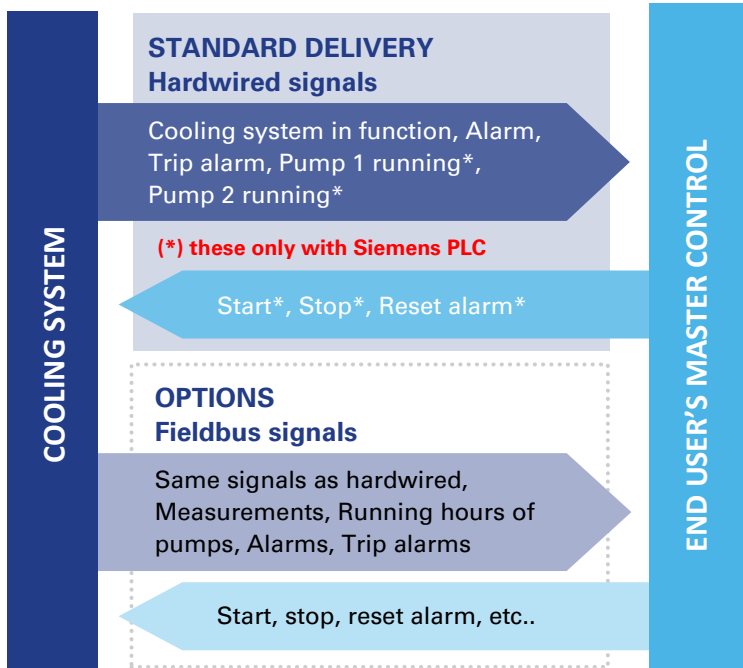 COOLING SYSTEM
STANDARD DELIVERY
Hardwired signals
Cooling system in function, Alarm,
Trip alarm, Pump 1 running*,
Pump 2 running*
(*) these only with Siemens PLC
Start*, Stop*, Reset alarm*
OPTIONS
Fieldbus signals
Same signals as hardwired,
Measurements, Running hours of
pumps, Alarms, Trip alarms
Start, stop, reset alarm, etc..
END USER'S MASTER CONTROL